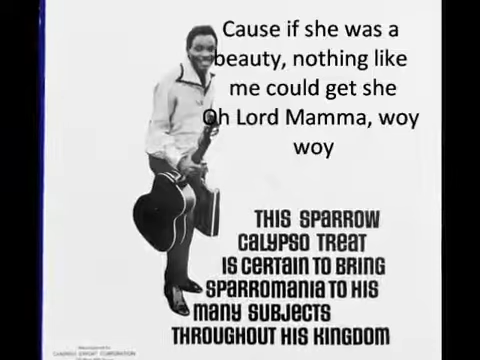 Cause if she was a
beauty, nothing like
me could get she
Oh Lord Mamma, woy
woy
THIS SPARROW
CALYPSO TREAT
IS CERTAIN TO BRING
SPARROMANIA TO HIS
MANY SUBJECTS
THROUGHOUT HIS KINGDOM